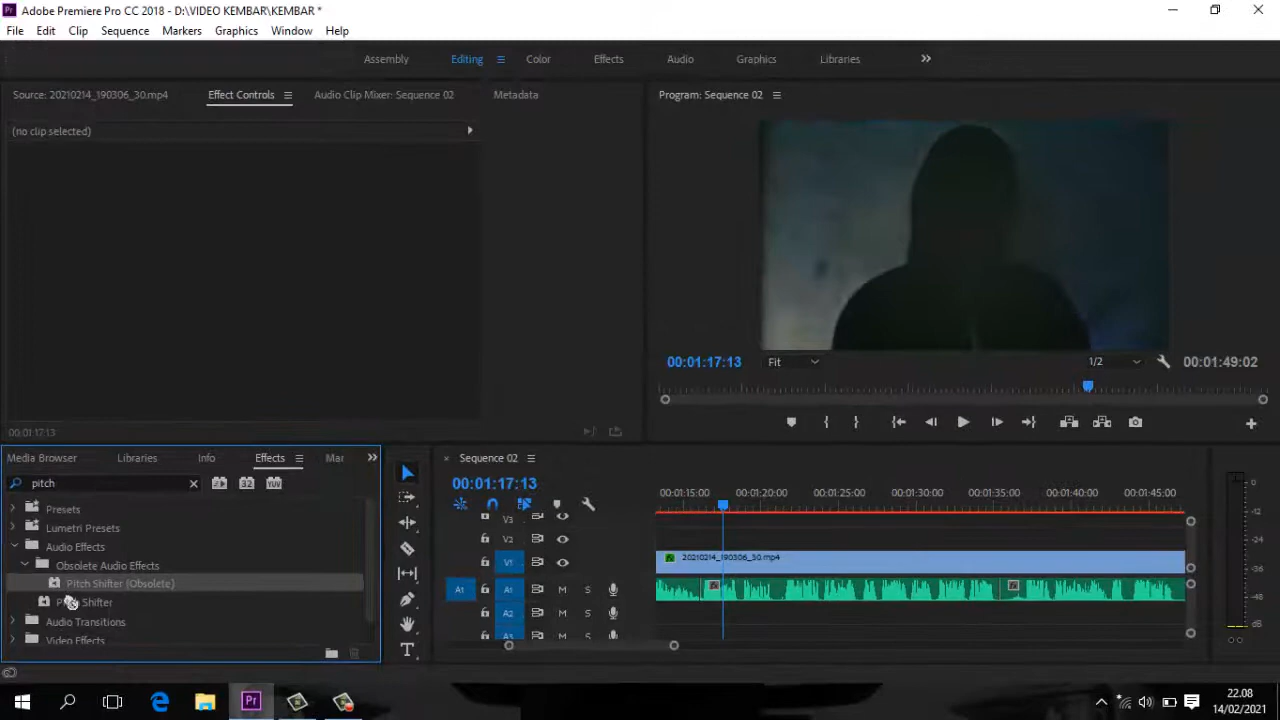 Adobe Premiere Pro CC 2018 - D:\VIDEO KEMBAR\KEMBAR *
File Edit Clip Sequence Markers Graphics Window Help
Assembly Editing Color Effects Audio Graphics Libraries
Source: 20210214_190306_30.mp4 Effect Controls Audio Clip Mixer: Sequence 02 Metadata
Program: Sequence 02
(no clip selected)
00:01:17:13 Fit 1/2 00:01:49:02
00:01:17:13
Media Browser Libraries Info Effects Mar
Sequence 02
pitch
00:01:17:13
00:01:15:00 00:01:20:00 00:01:25:00 00:01:30:00 00:01:35:00 00:01:40:00 00:01:45:00
Presets
Lumetri Presets
Audio Effects
Obsolete Audio Effects
Pitch Shifter (Obsolete)
Shifter
Audio Transitions
Video Effects
V3
V2
V1 20210214_190306_30.mp4
A1 A1 M S
A2 M S
A3 M S
0
-12
-24
-36
-48
dB
22.08
14/02/2021